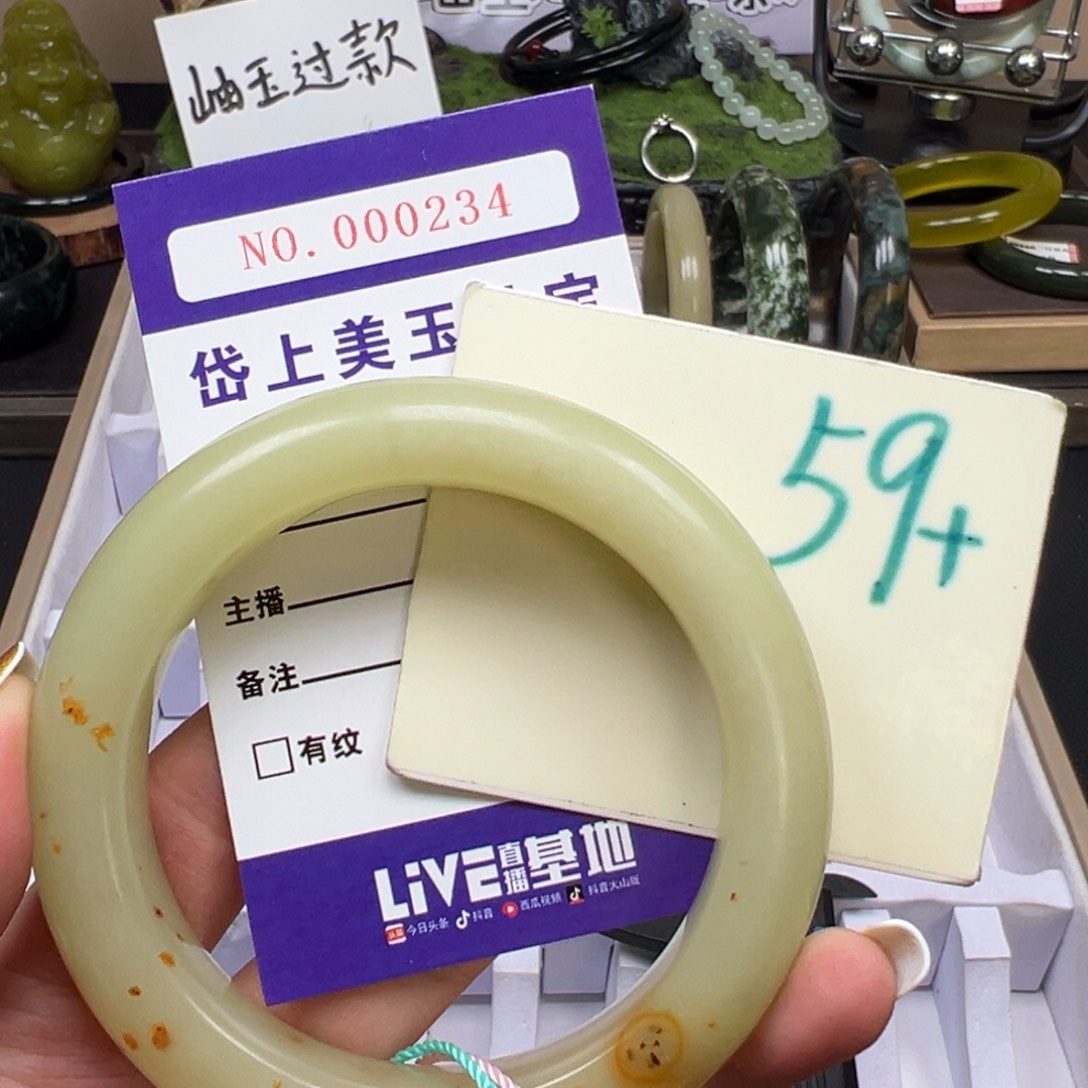 岫玉过款
NO.000234
岱上美玉
59+
主播
备注
有纹
LiVE直播基地
今日头条 抖音 西瓜视频 抖音火山版